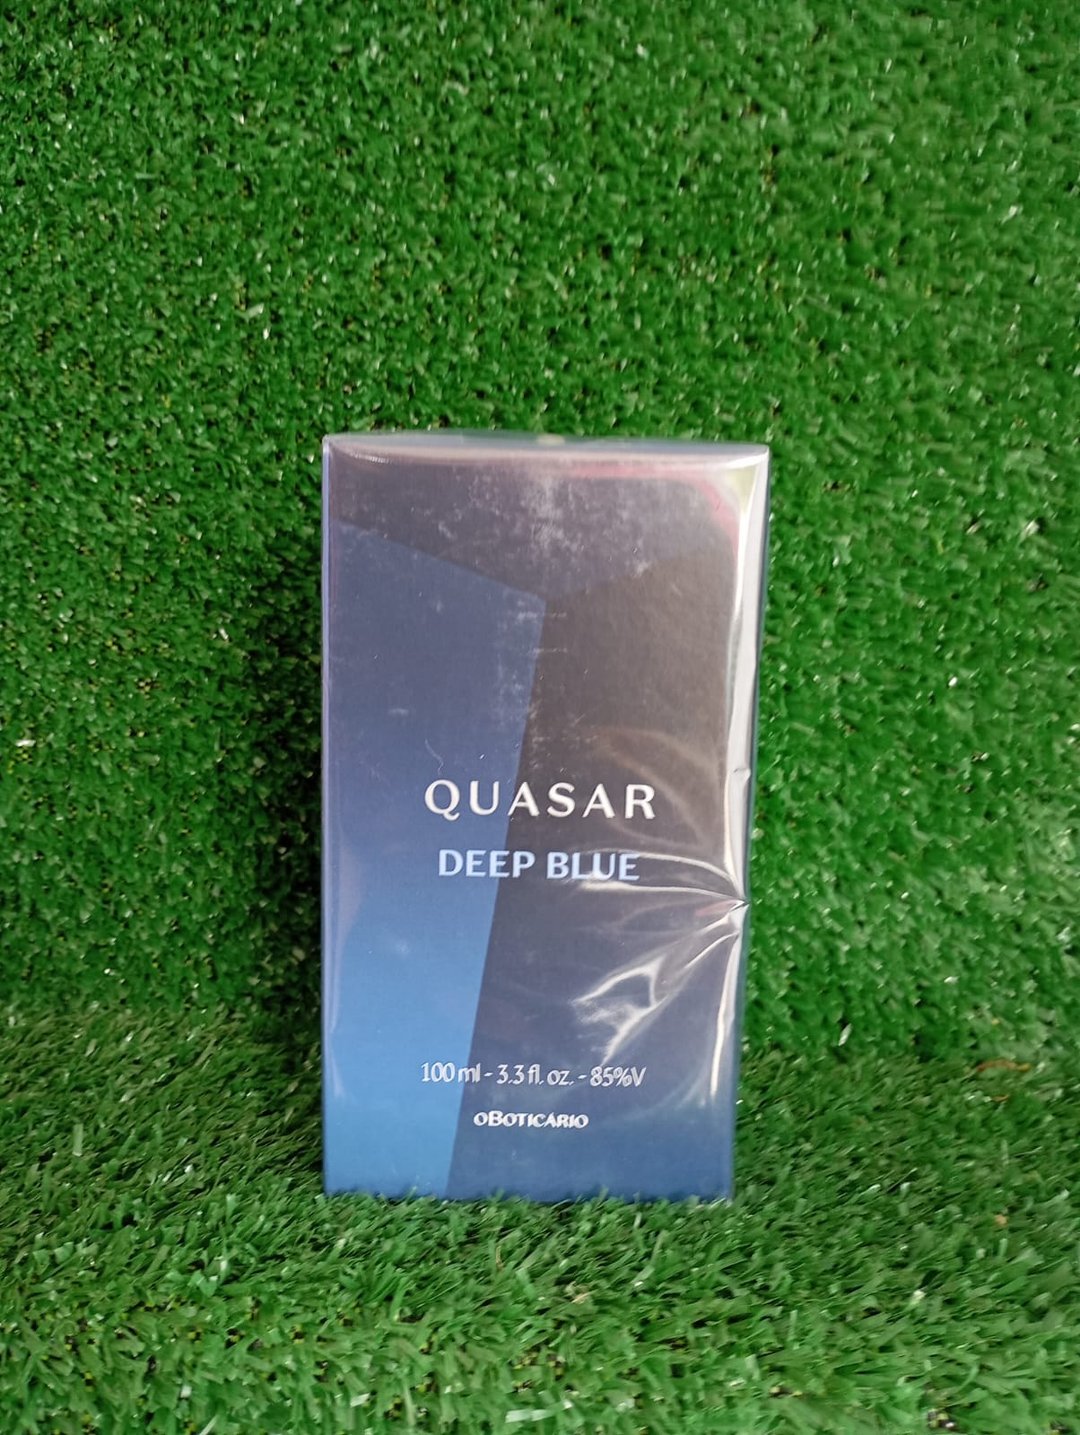 QUASAR
DEEP BLUE
100 ml - 3.3 fl. oz. - 85%V
oBOTICÁRIO